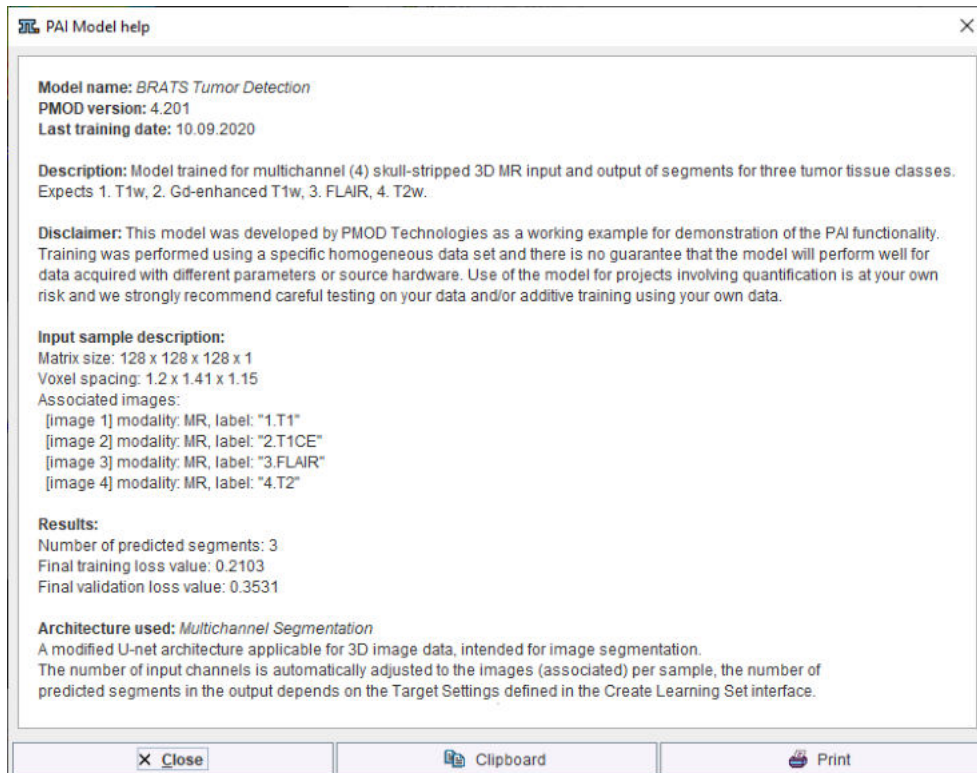 PAI Model help
Model name: BRATS Tumor Detection
PMOD version: 4.201
Last training date: 10.09.2020
Description: Model trained for multichannel (4) skull-stripped 3D MR input and output of segments for three tumor tissue classes.
Expects 1. T1w, 2. Gd-enhanced T1w, 3. FLAIR, 4. T2w.
Disclaimer: This model was developed by PMOD Technologies as a working example for demonstration of the PAI functionality.
Training was performed using a specific homogeneous data set and there is no guarantee that the model will perform well for
data acquired with different parameters or source hardware. Use of the model for projects involving quantification is at your own
risk and we strongly recommend careful testing on your data and/or additive training using your own data.
Input sample description:
Matrix size: 128 x 128 x 128 x 1
Voxel spacing: 1.2 x 1.41 x 1.15
Associated images:
[image 1] modality: MR, label: "1.T1"
[image 2] modality: MR, label: "2.T1CE"
[image 3] modality: MR, label: "3.FLAIR"
[image 4] modality: MR, label: "4.T2"
Results:
Number of predicted segments: 3
Final training loss value: 0.2103
Final validation loss value: 0.3531
Architecture used: Multichannel Segmentation
A modified U-net architecture applicable for 3D image data, intended for image segmentation.
The number of input channels is automatically adjusted to the images (associated) per sample, the number of
predicted segments in the output depends on the Target Settings defined in the Create Learning Set interface.
Close Clipboard Print